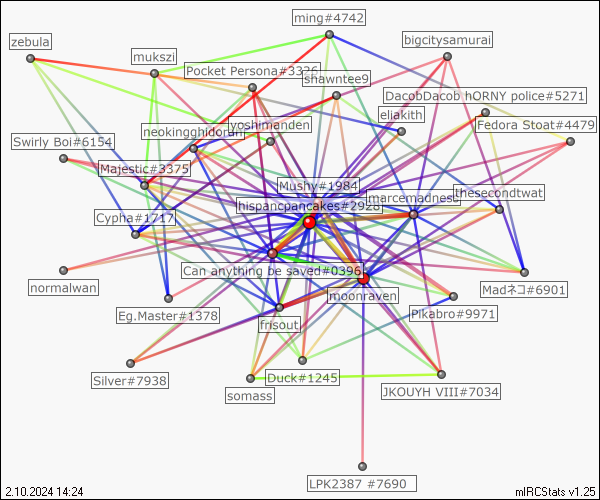 ming#4742
zebula
bigcitysamurai
mukszi
Pocket Persona#3326
shawntee9
DacobDacob hORNY police#5271
eliakith
Fedora Stoat#4479
yoshimanden
neokingghidorah
Swirly Boi#6154
Majestic#3375
Mushy#1984
thesecondtwat
marcemadness
hispancpancakes#2928
Cypha#1717
Can anything be saved#0396
normalwan
moonraven
Madネコ#6901
Eg.Master#1378
Pikabro#9971
frisout
Silver#7938
Duck#1245
somass
JKOUYH VIII#7034
LPK2387 #7690
2.10.2024 14:24
mIRCStats v1.25